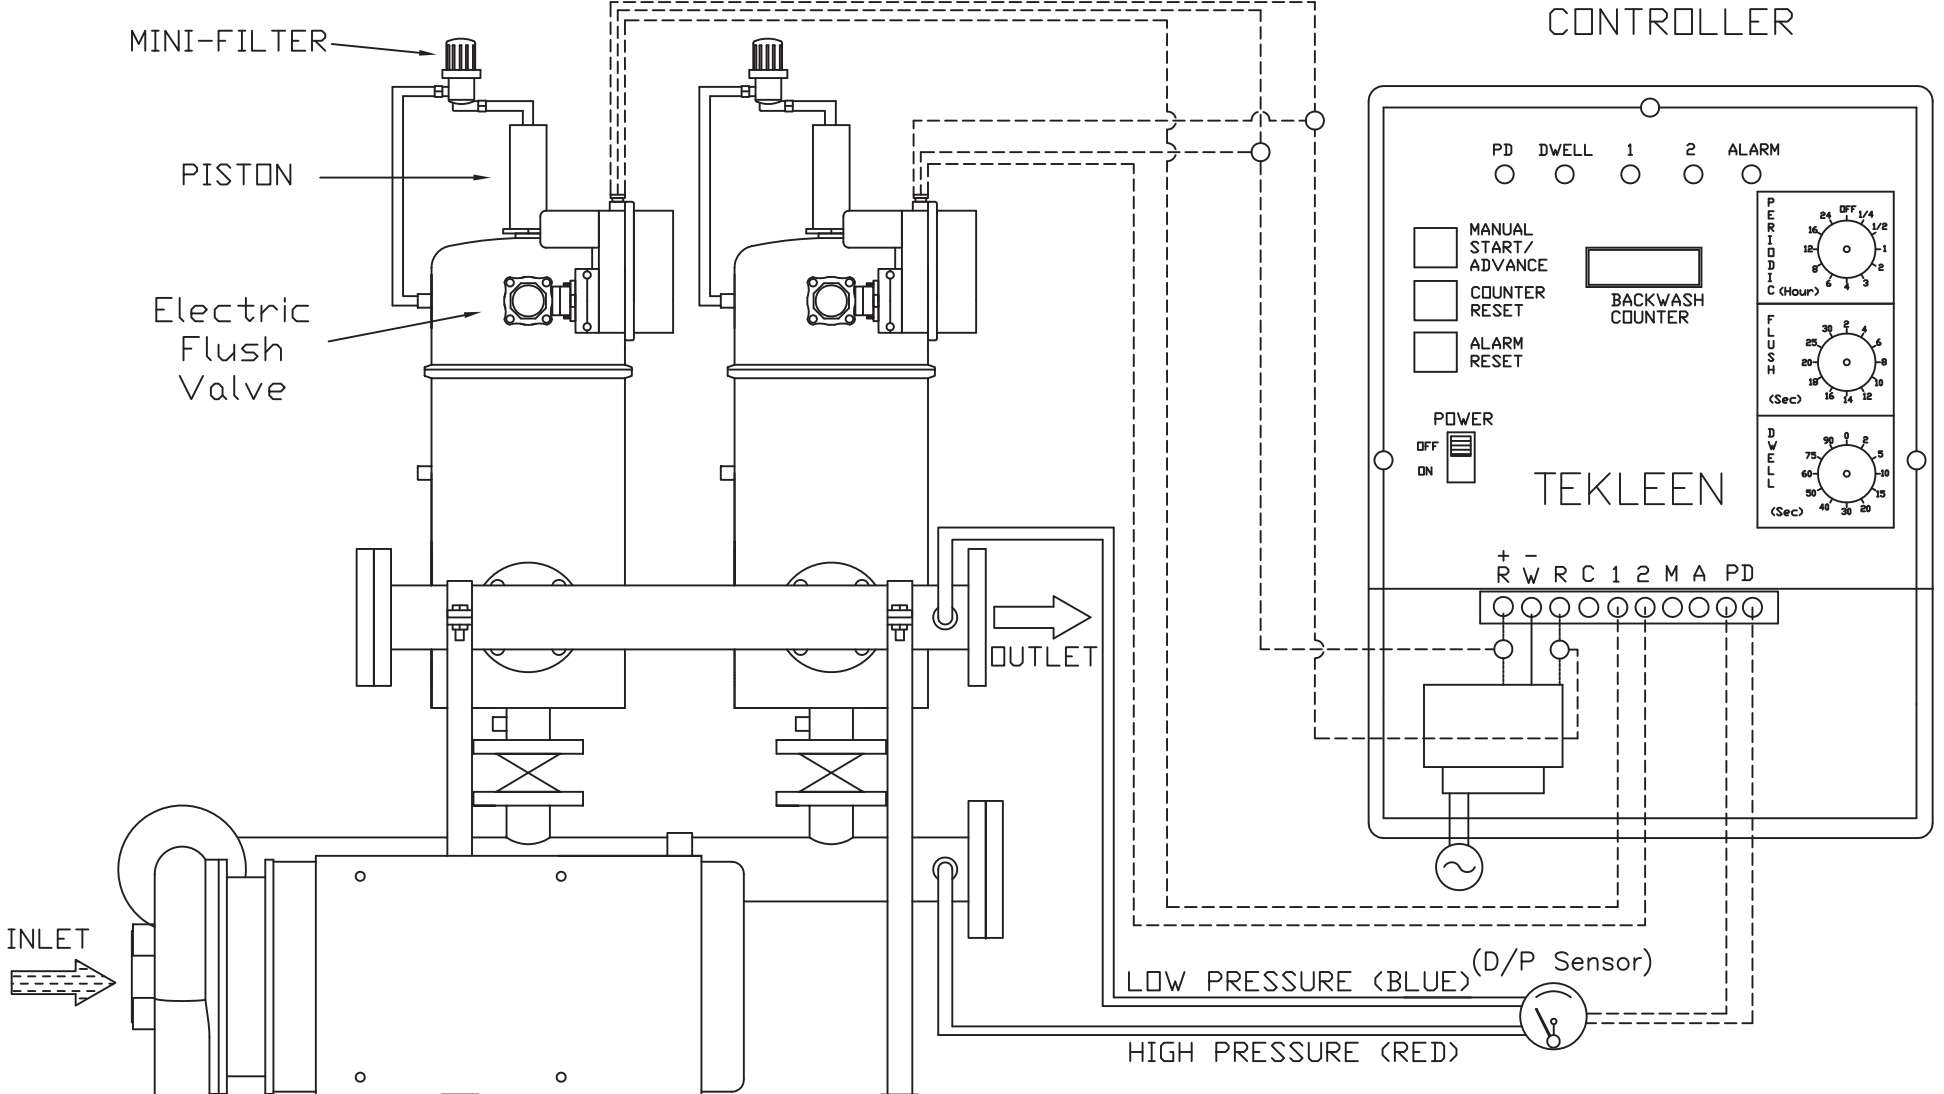 CONTROLLER
MINI-FILTER
PISTON
Electric
Flush
Valve
PD DWELL 1 2 ALARM
MANUAL
START/
ADVANCE
COUNTER
RESET
ALARM
RESET
BACKWASH
COUNTER
PERIODIC
(Hour)
OFF 1/4 1/2 1 2 3 4 6 8 12 16 24
FLUSH
(Sec)
2 4 6 8 10 12 14 16 18 20 25 30
DWELL
(Sec)
0 2 5 10 15 20 30 40 50 60 75 90
POWER
OFF
ON
TEKLEEN
+ -
R W R C 1 2 M A PD
OUTLET
INLET
(D/P Sensor)
LOW PRESSURE (BLUE)
HIGH PRESSURE (RED)